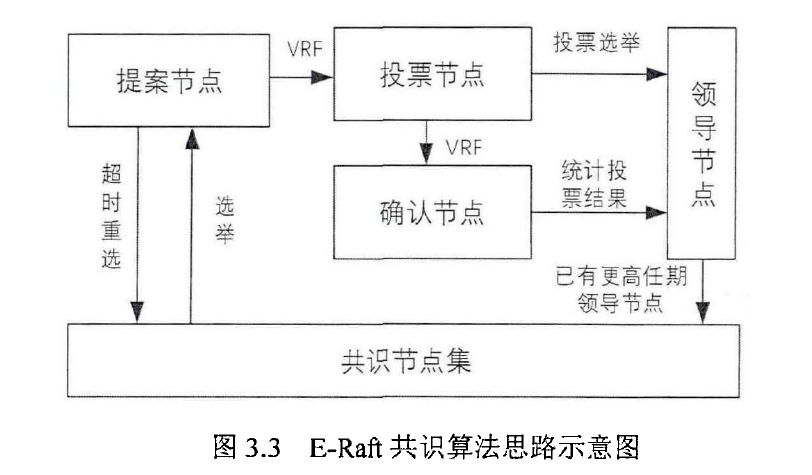 提案节点
VRF
投票节点
投票选举
领导节点
VRF
确认节点
统计投
票结果
超时重选
选举
已有更高任期
领导节点
共识节点集
图 3.3 E-Raft 共识算法思路示意图